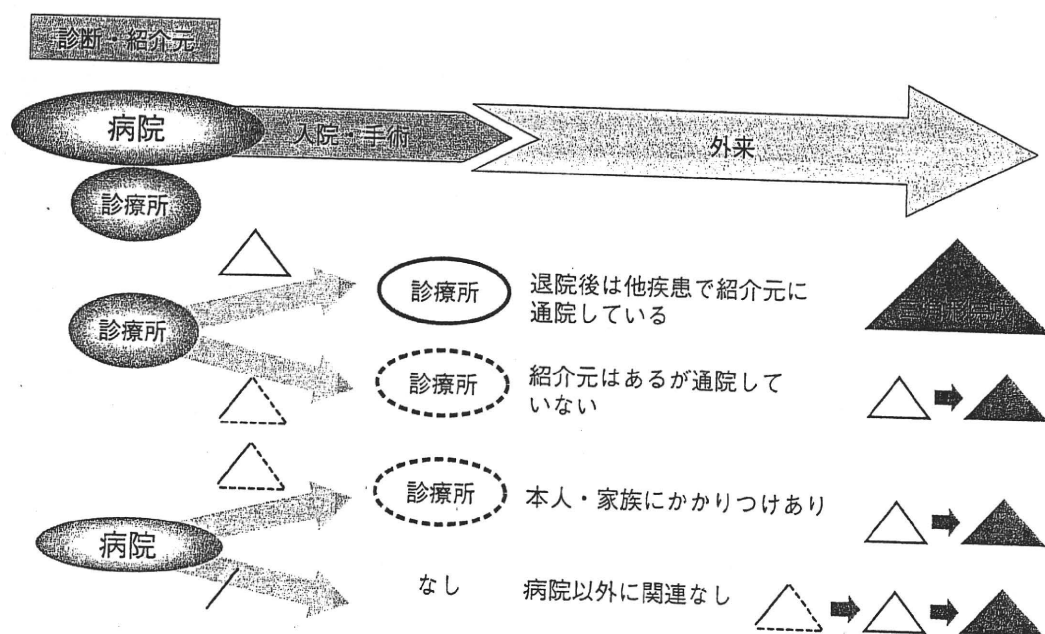 診断・紹介元
病院
入院・手術
外来
診療所
診療所
診療所
退院後は他疾患で紹介元に
通院している
診療所
紹介元はあるが通院して
いない
病院
診療所
本人・家族にかかりつけあり
なし
病院以外に関連なし